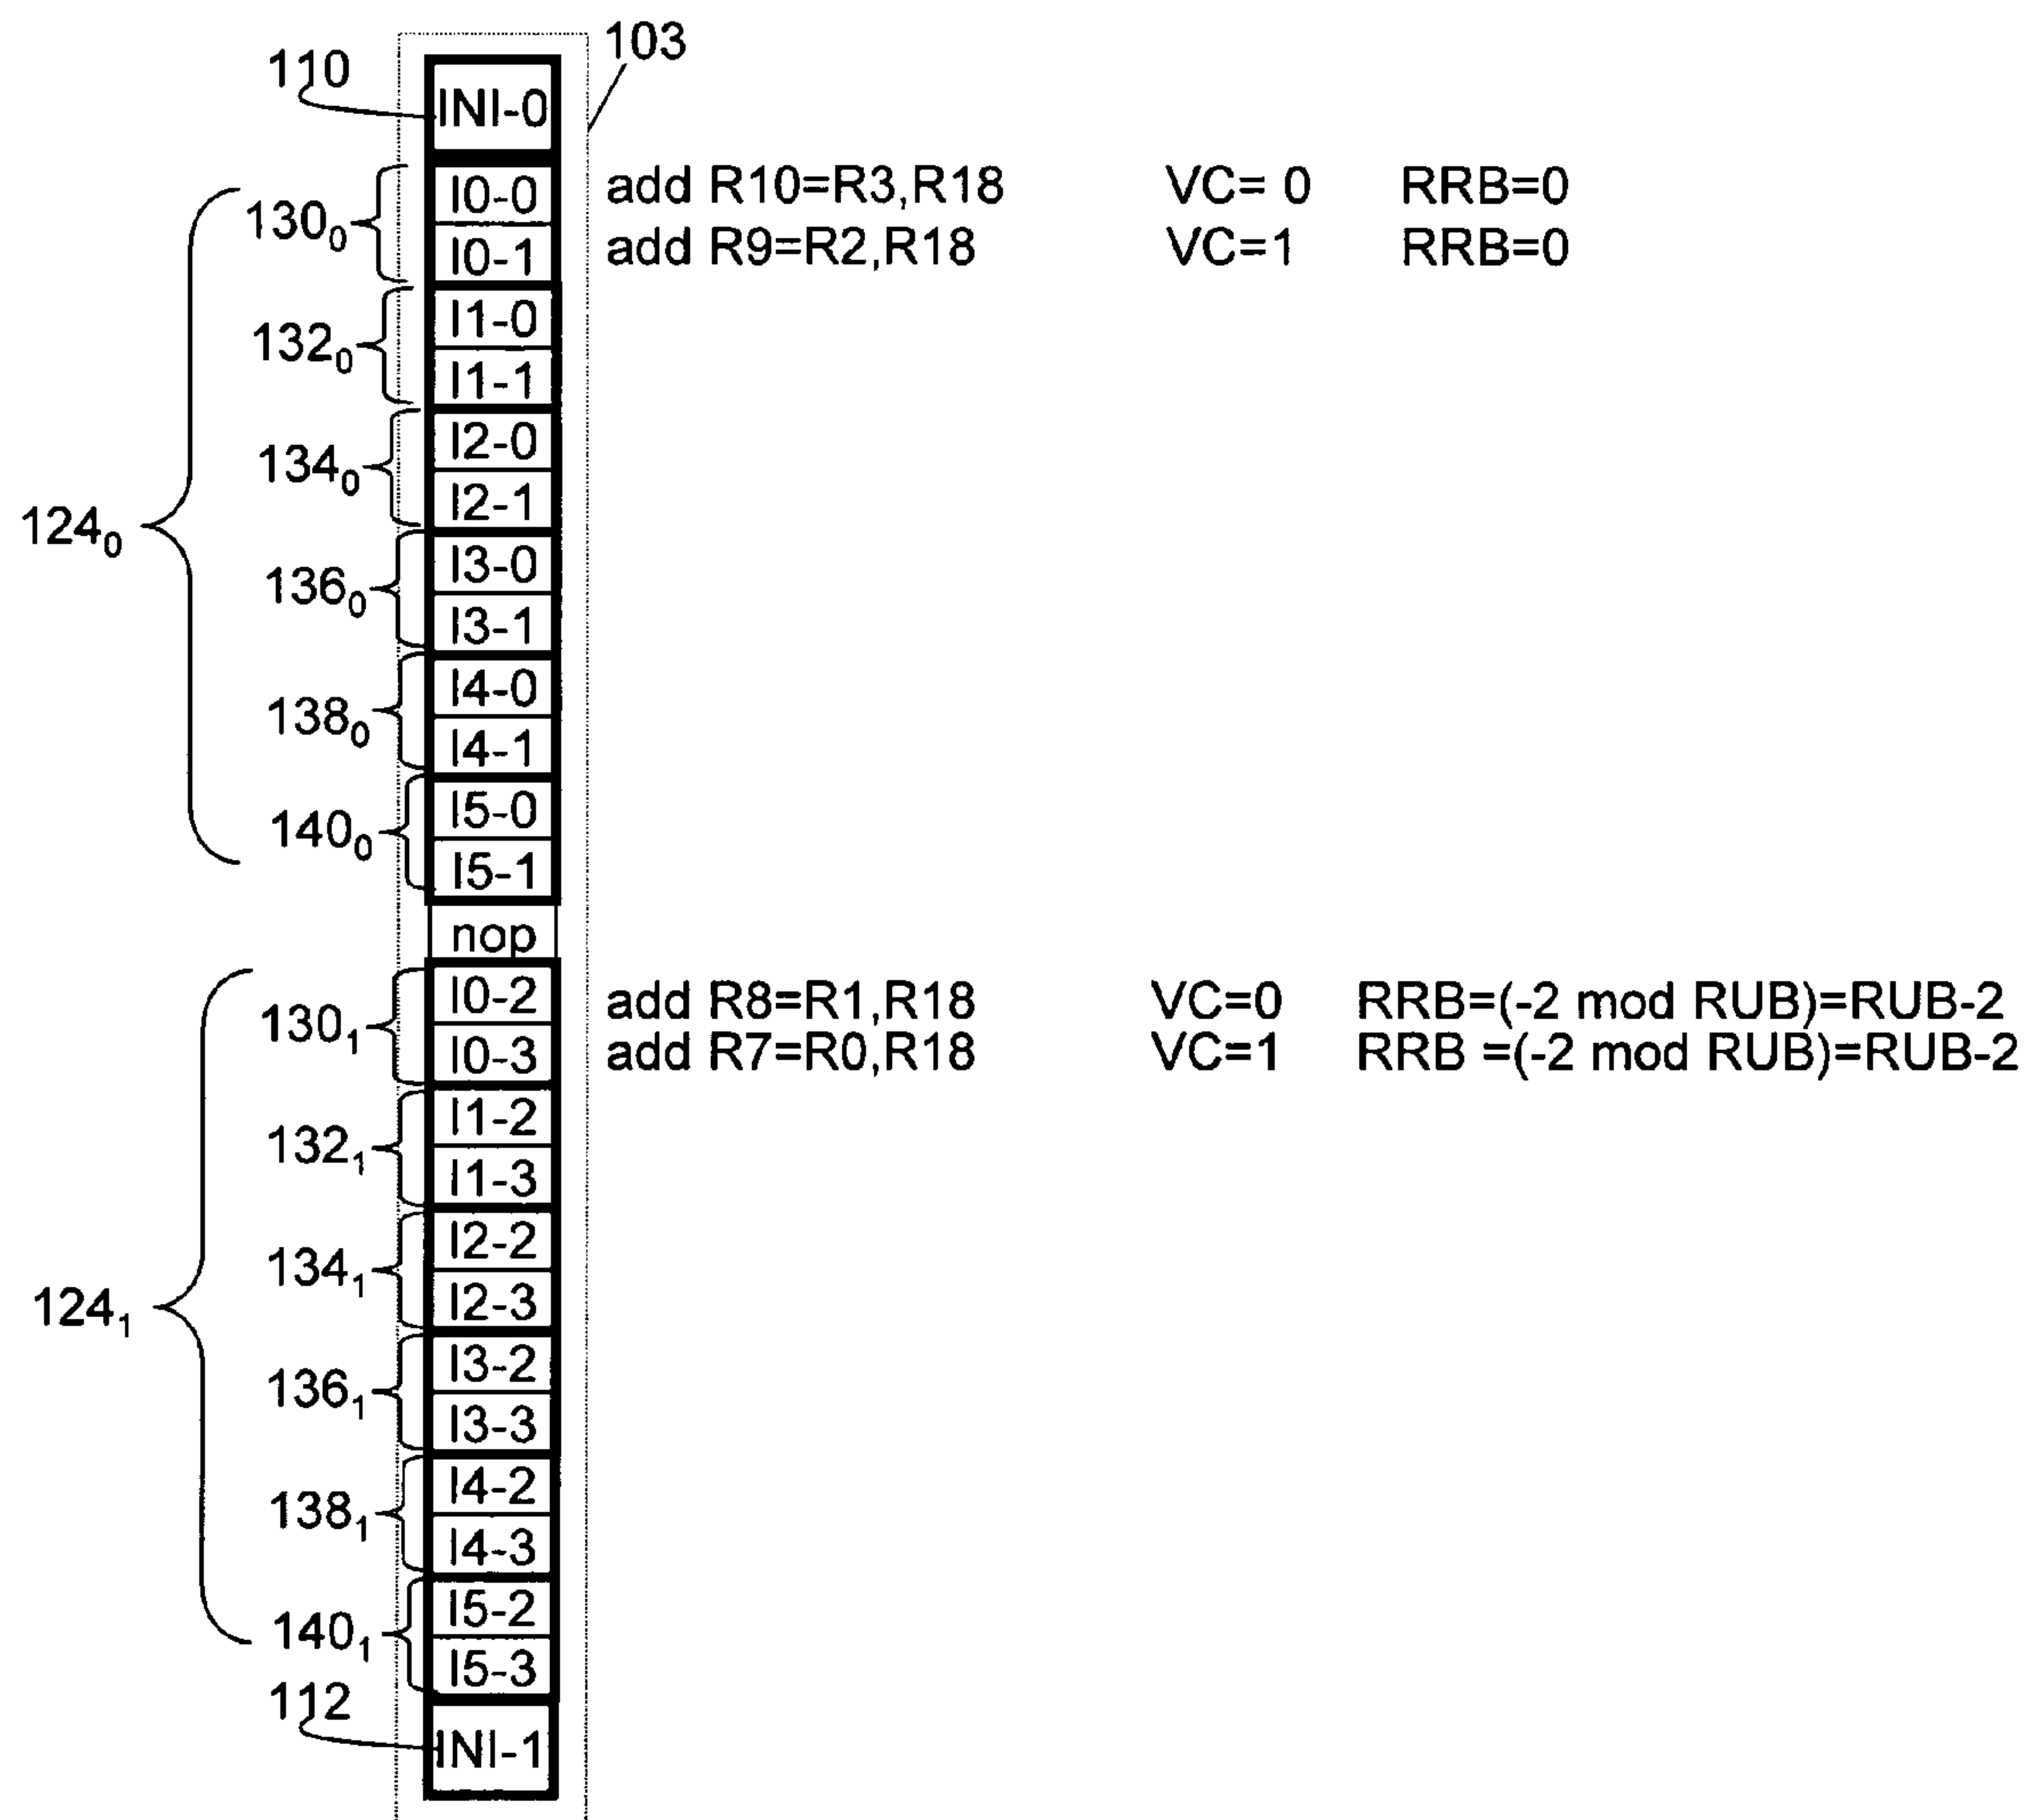 103
110
INI-0
I0-0 add R10=R3,R18 VC= 0 RRB=0
130₀
I0-1 add R9=R2,R18 VC=1 RRB=0
I1-0
132₀
I1-1
I2-0
134₀
I2-1
124₀
I3-0
136₀
I3-1
I4-0
138₀
I4-1
I5-0
140₀
I5-1
nop
I0-2 add R8=R1,R18 VC=0 RRB=(-2 mod RUB)=RUB-2
130₁
I0-3 add R7=R0,R18 VC=1 RRB =(-2 mod RUB)=RUB-2
I1-2
132₁
I1-3
I2-2
134₁
I2-3
124₁
I3-2
136₁
I3-3
I4-2
138₁
I4-3
I5-2
140₁
I5-3
112
INI-1